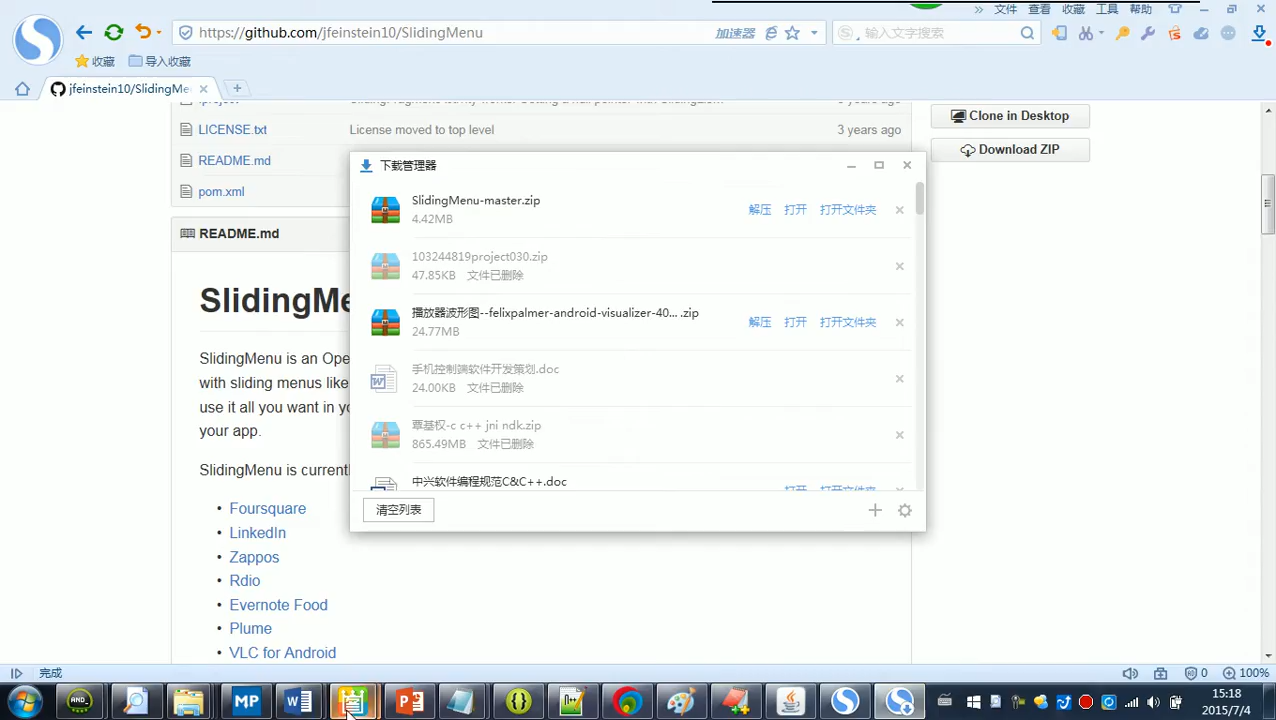 » 文件 查看 收藏 工具 帮助
https://github.com/jfeinstein10/SlidingMenu 加速器 输入文字搜索
收藏 导入收藏
jfeinstein10/SlidingMe
LICENSE.txt License moved to top level 3 years ago
README.md
pom.xml
Clone in Desktop
Download ZIP
README.md
SlidingMe
SlidingMenu is an Ope
with sliding menus like
use it all you want in yo
your app.
SlidingMenu is current
• Foursquare
• LinkedIn
• Zappos
• Rdio
• Evernote Food
• Plume
• VLC for Android
下载管理器
SlidingMenu-master.zip
4.42MB
解压 打开 打开文件夹
103244819project030.zip
47.85KB 文件已删除
播放器波形图--felixpalmer-android-visualizer-40... .zip
24.77MB
解压 打开 打开文件夹
手机控制端软件开发策划.doc
24.00KB 文件已删除
覃基权-c c++ jni ndk.zip
865.49MB 文件已删除
中兴软件编程规范C&C++.doc
打开 打开文件夹
清空列表
完成 0 100%
AND_
MP
15:18
2015/7/4